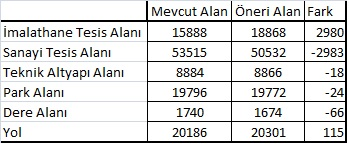 Mevcut Alan Öneri Alan Fark
İmalathane Tesis Alanı 15888 18868 2980
Sanayi Tesis Alanı 53515 50532 -2983
Teknik Altyapı Alanı 8884 8866 -18
Park Alanı 19796 19772 -24
Dere Alanı 1740 1674 -66
Yol 20186 20301 115